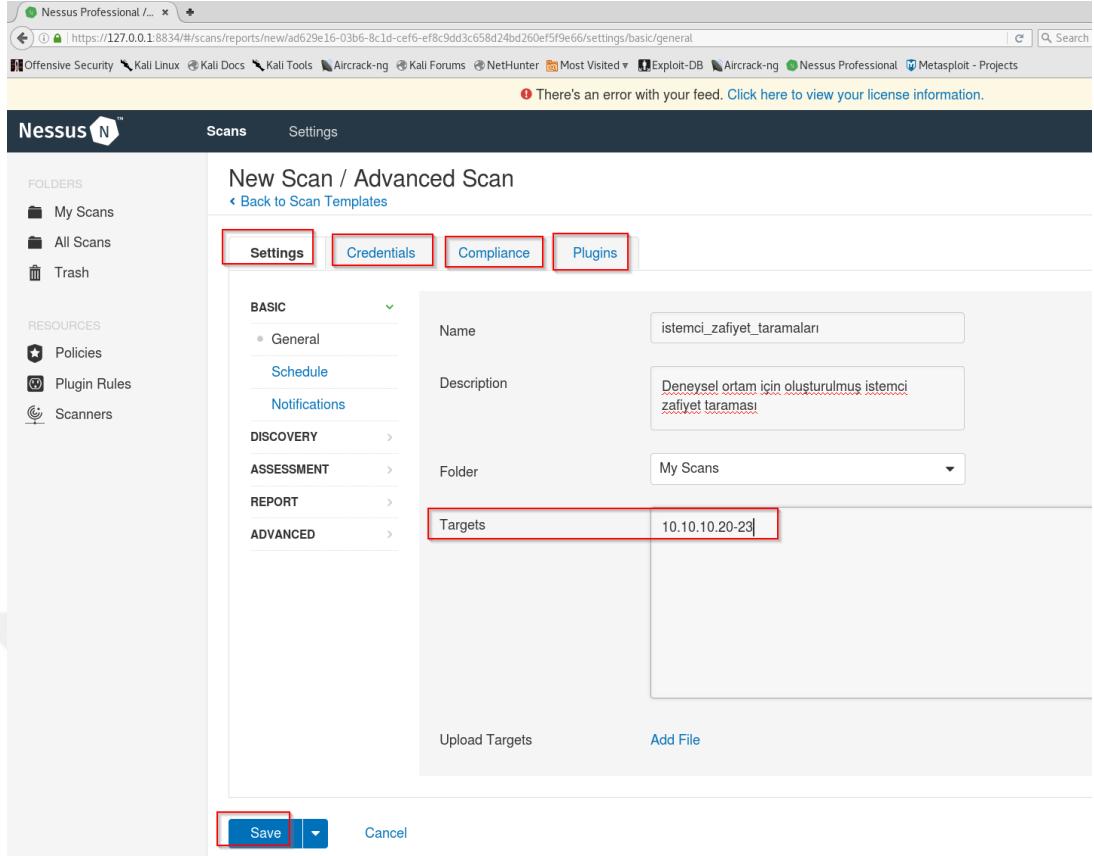 Nessus Professional /...
https://127.0.0.1:8834/#/scans/reports/new/ad629e16-03b6-8c1d-cef6-ef8c9dd3c658d24bd260ef5f9e66/settings/basic/general
Search
Offensive Security Kali Linux Kali Docs Kali Tools Aircrack-ng Kali Forums NetHunter Most Visited Exploit-DB Aircrack-ng Nessus Professional Metasploit - Projects
There's an error with your feed. Click here to view your license information.
Nessus N ™ Scans Settings
FOLDERS
My Scans
All Scans
Trash
RESOURCES
Policies
Plugin Rules
Scanners
New Scan / Advanced Scan
Back to Scan Templates
Settings Credentials Compliance Plugins
BASIC
General
Schedule
Notifications
DISCOVERY
ASSESSMENT
REPORT
ADVANCED
Name istemci_zafiyet_taramaları
Description Deneysel ortam için oluşturulmuş istemci
zafiyet taraması
Folder My Scans
Targets 10.10.10.20-23
Upload Targets Add File
Save Cancel